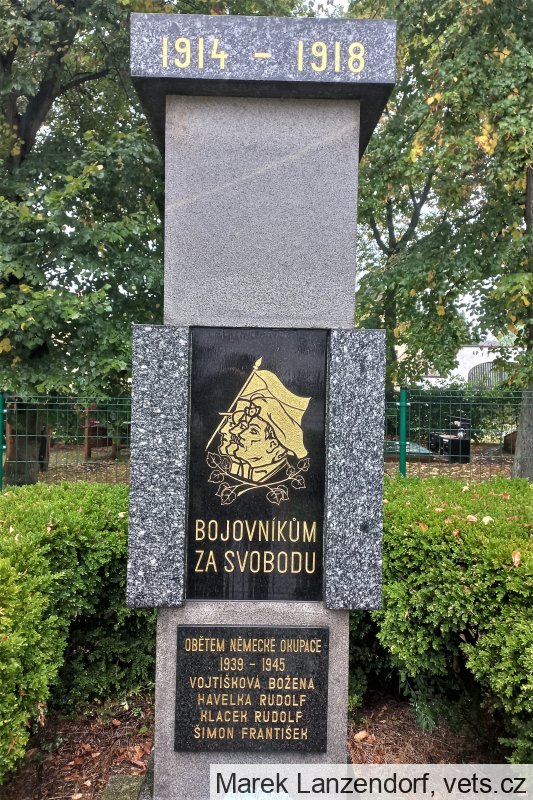 1914 - 1918
BOJOVNÍKŮM
ZA SVOBODU
OBĚTEM NĚMECKÉ OKUPACE
1939 - 1945
VOJTIŠKOVÁ BOŽENA
HAVELKA RUDOLF
KLACEK RUDOLF
ŠIMON FRANTIŠEK
Marek Lanzendorf, vets.cz